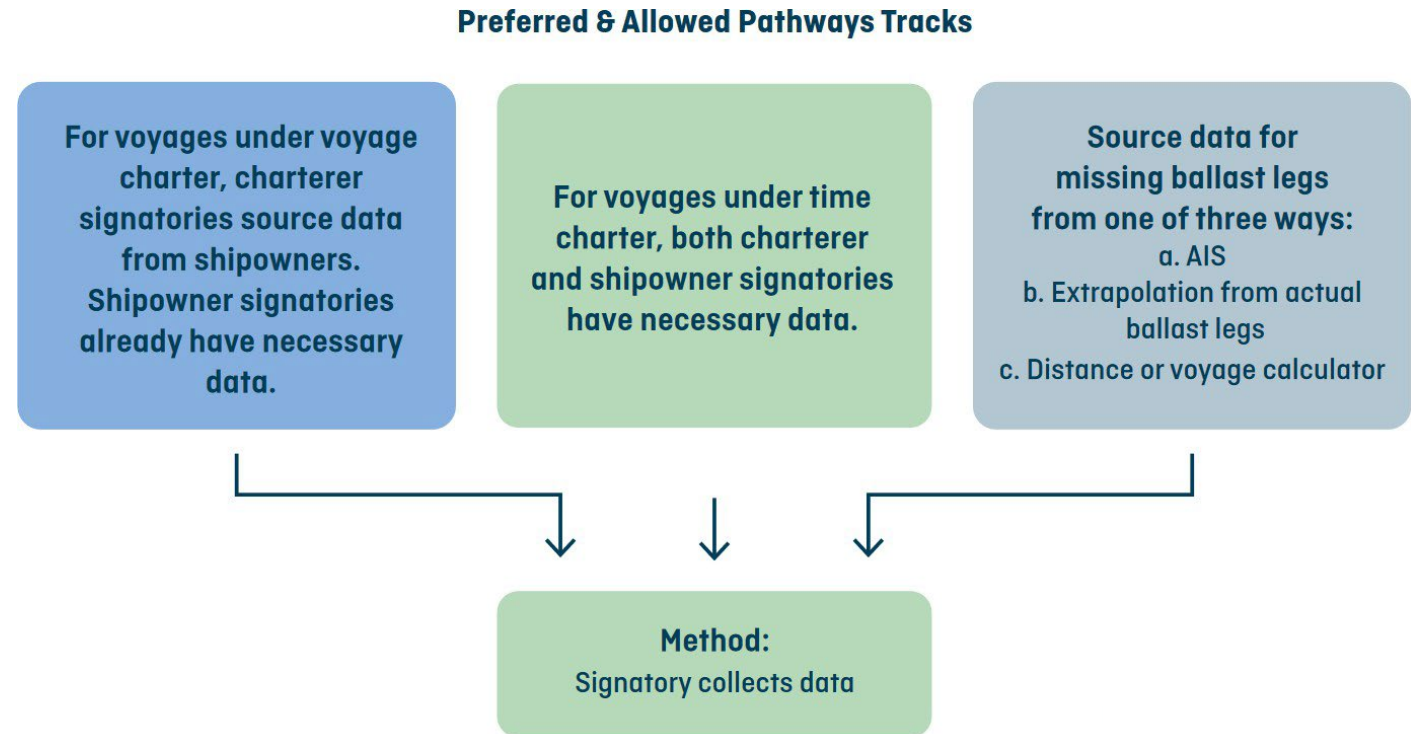 Preferred & Allowed Pathways Tracks
For voyages under voyage
charter, charterer
signatories source data
from shipowners.
Shipowner signatories
already have necessary
data.
For voyages under time
charter, both charterer
and shipowner signatories
have necessary data.
Source data for
missing ballast legs
from one of three ways:
a. AIS
b. Extrapolation from actual
ballast legs
c. Distance or voyage calculator
Method:
Signatory collects data